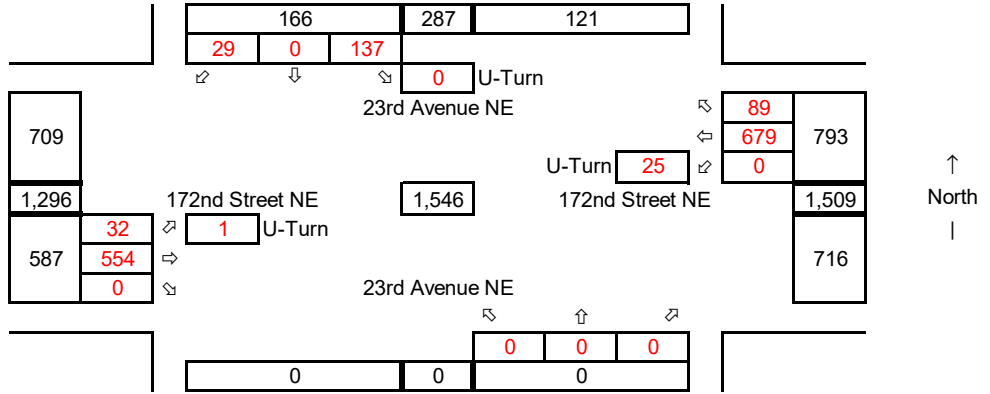 166 287 121
29 0 137
⬃ ⇩ ⬂ 0 U-Turn
23rd Avenue NE
⬁ 89
709 ⇦ 679 793
U-Turn 25 ⬃ 0
↑
1,296 172nd Street NE 1,546 172nd Street NE 1,509 North
32 ⬀ 1 U-Turn |
587 554 ⇨ 716
0 ⬂ 23rd Avenue NE
⬁ ⇧ ⬀
0 0 0
0 0 0